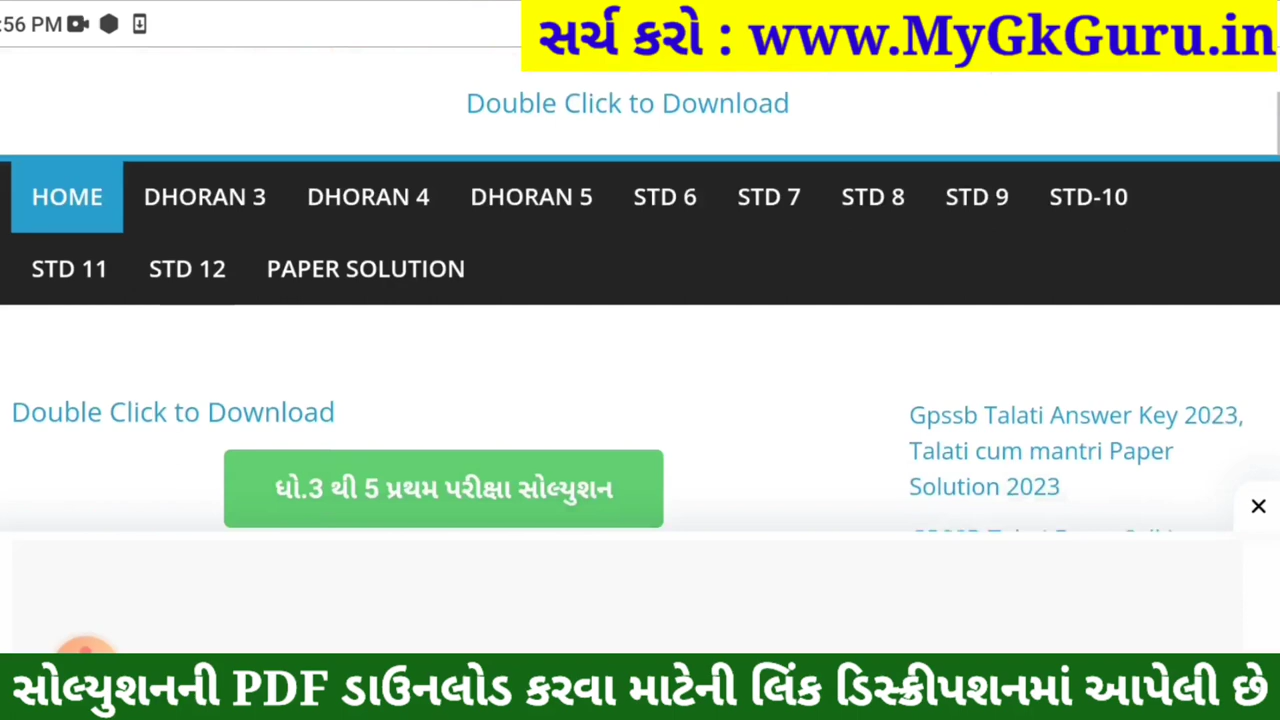 :56 PM
સર્ચ કરો : www.MyGkGuru.in
Double Click to Download
HOME DHORAN 3 DHORAN 4 DHORAN 5 STD 6 STD 7 STD 8 STD 9 STD-10
STD 11 STD 12 PAPER SOLUTION
Double Click to Download
ધો.3 થી 5 પ્રથમ પરીક્ષા સોલ્યુશન
Gpssb Talati Answer Key 2023,
Talati cum mantri Paper
Solution 2023
સોલ્યુશનની PDF ડાઉનલોડ કરવા માટેની લિંક ડિસ્ક્રીપશનમાં આપેલી છે